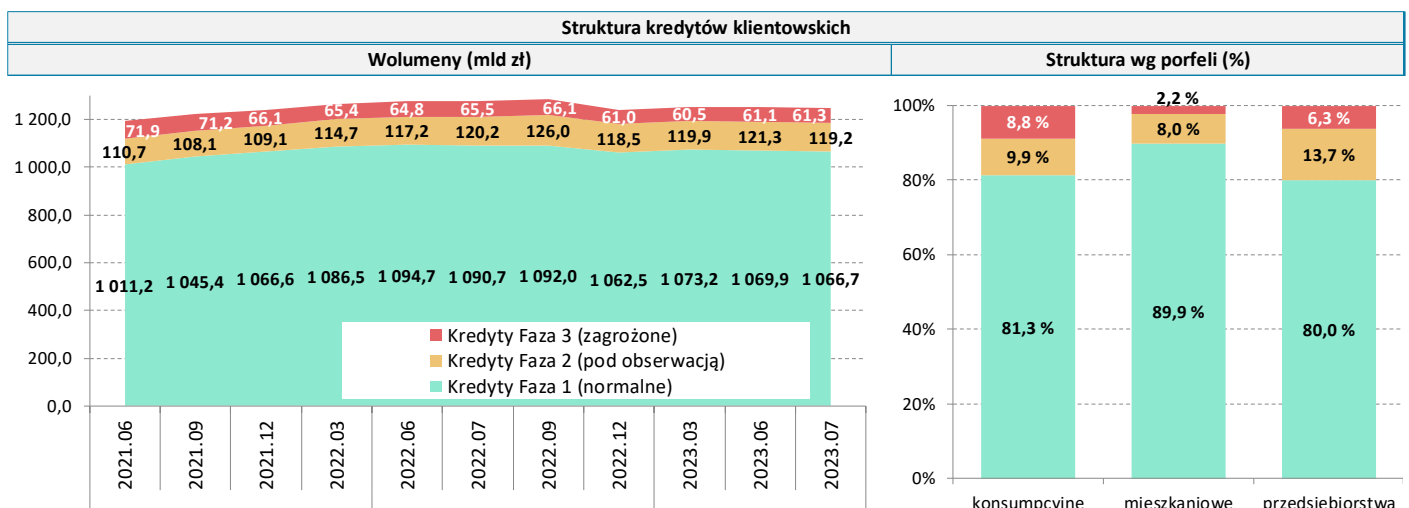 Struktura kredytów klientowskich
Wolumeny (mld zł)
Struktura wg porfeli (%)
1 200,0
1 000,0
800,0
600,0
400,0
200,0
0,0
71,9 71,2 66,1 65,4 64,8 65,5 66,1 61,0 60,5 61,1 61,3
110,7 108,1 109,1 114,7 117,2 120,2 126,0 118,5 119,9 121,3 119,2
1 011,2 1 045,4 1 066,6 1 086,5 1 094,7 1 090,7 1 092,0 1 062,5 1 073,2 1 069,9 1 066,7
Kredyty Faza 3 (zagrożone)
Kredyty Faza 2 (pod obserwacją)
Kredyty Faza 1 (normalne)
2021.06
2021.09
2021.12
2022.03
2022.06
2022.07
2022.09
2022.12
2023.03
2023.06
2023.07
100%
80%
60%
40%
20%
0%
8,8 % 2,2 % 6,3 %
9,9 % 8,0 % 13,7 %
81,3 % 89,9 % 80,0 %
konsumpcyjne mieszkaniowe przedsiębiorstwa